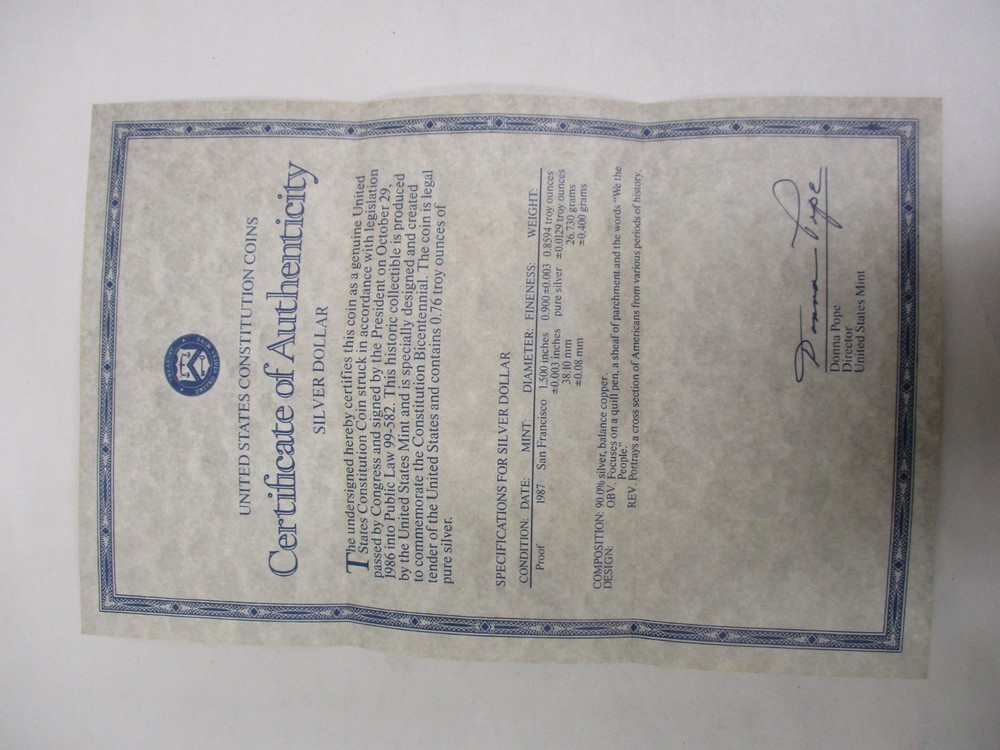 UNITED STATES CONSTITUTION COINS
Certificate of Authenticity
SILVER DOLLAR
The undersigned hereby certifies this coin as a genuine United
States Constitution Coin struck in accordance with legislation
passed by Congress and signed by the President on October 29,
1986 into Public Law 99-582. This historic collectible is produced
by the United States Mint and is specially designed and created
to commemorate the Constitution Bicentennial. The coin is legal
tender of the United States and contains 0.76 troy ounces of
pure silver.
SPECIFICATIONS FOR SILVER DOLLAR
CONDITION: DATE: MINT: DIAMETER: FINENESS: WEIGHT:
Proof 1987 San Francisco 1.500 inches 0.900±0.003 0.8594 troy ounces
±0.003 inches pure silver ±0.0129 troy ounces
38.10 mm 26.730 grams
±0.08 mm ±0.400 grams
COMPOSITION: 90.0% silver, balance copper.
DESIGN: OBV. Focuses on a quill pen, a sheaf of parchment and the words "We the
People."
REV. Portrays a cross section of Americans from various periods of history.
Donna Pope
Donna Pope
Director
United States Mint